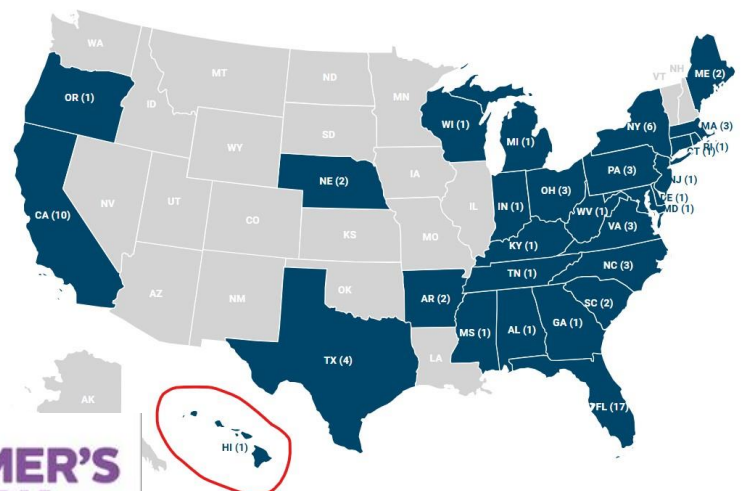 WA
MT
ND
MN
VT
NH
ME (2)
OR (1)
ID
SD
WI (1)
MI (1)
NY (6)
MA (3)
RI (1)
CT (1)
WY
IA
NE (2)
PA (3)
NJ (1)
OH (3)
IN (1)
IL
DE (1)
MD (1)
NV
UT
CO
CA (10)
WV (1)
VA (3)
KS
MO
KY (1)
NC (3)
TN (1)
AZ
NM
OK
AR (2)
SC (2)
MS (1)
AL (1)
GA (1)
TX (4)
LA
AK
FL (17)
HI (1)
MER'S